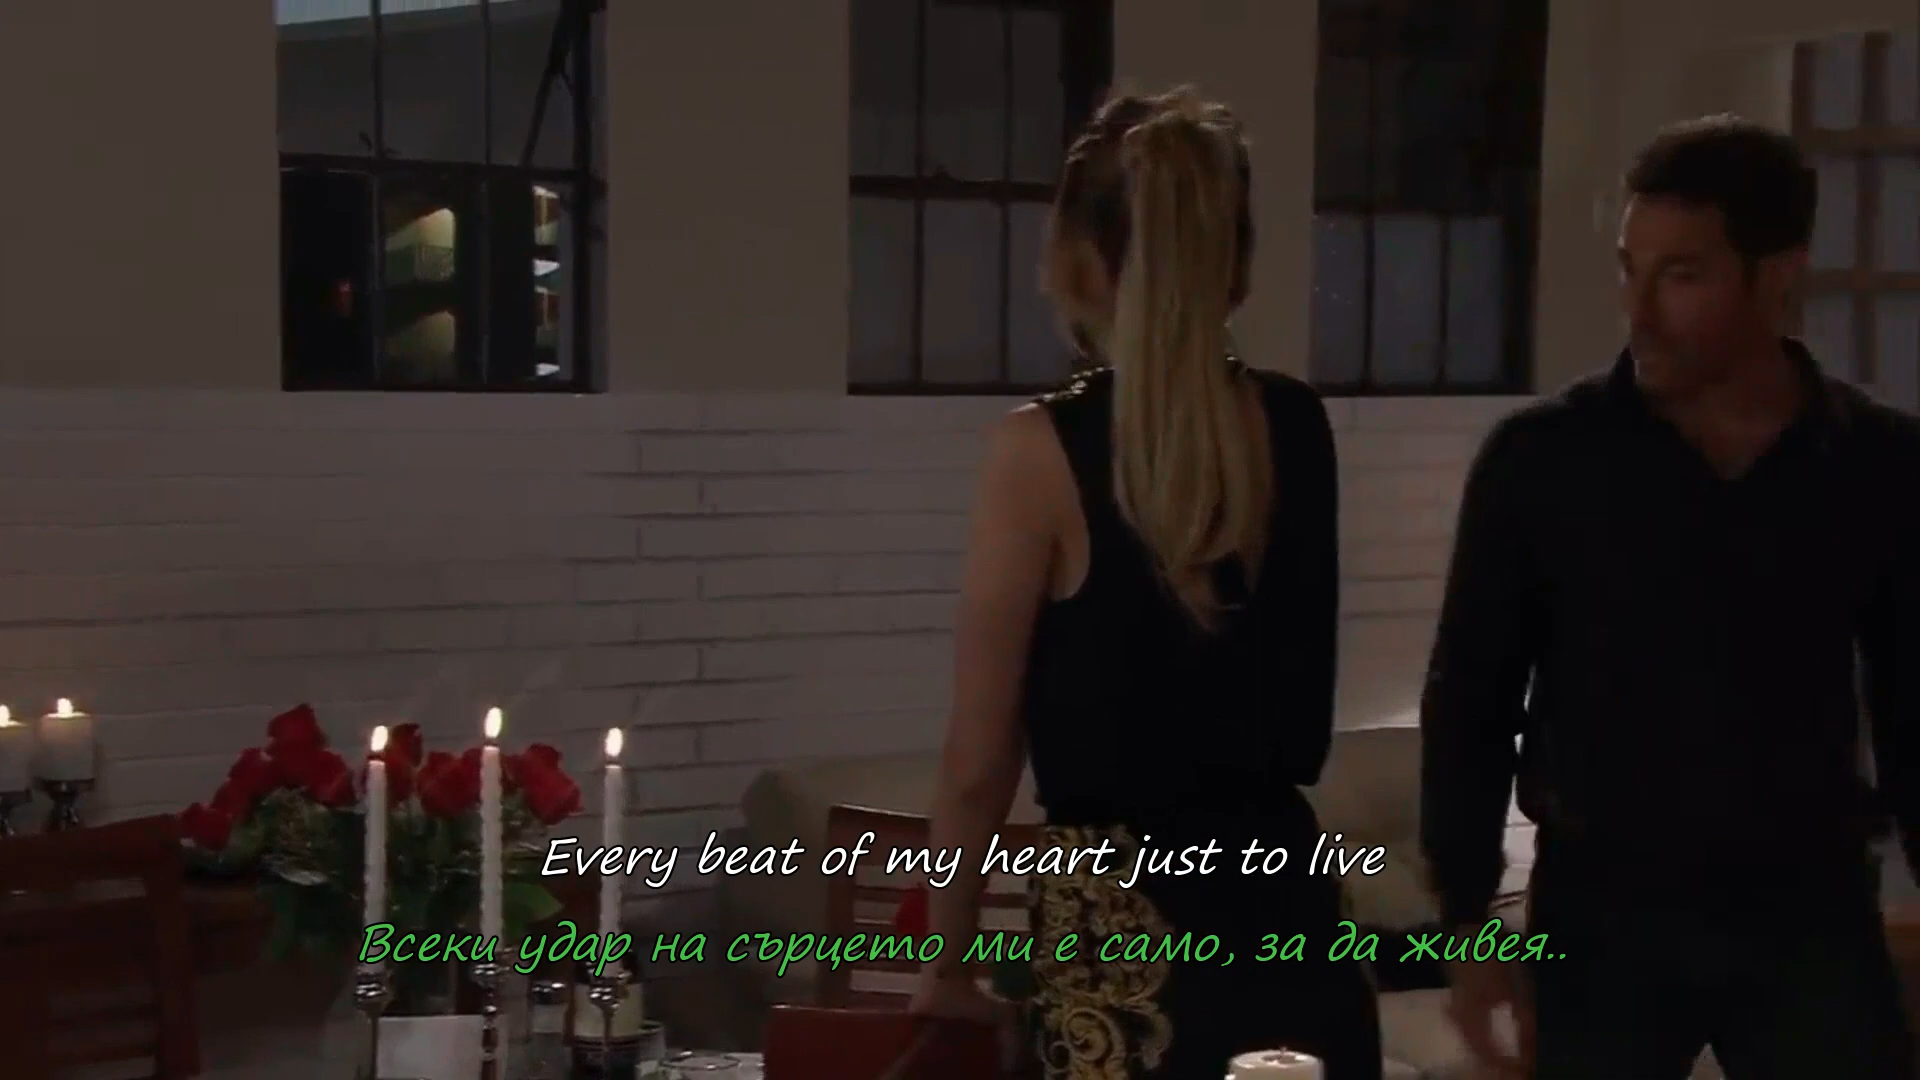 Every beat of my heart just to live
Всеки удар на сърцето ми е само, за да живея..